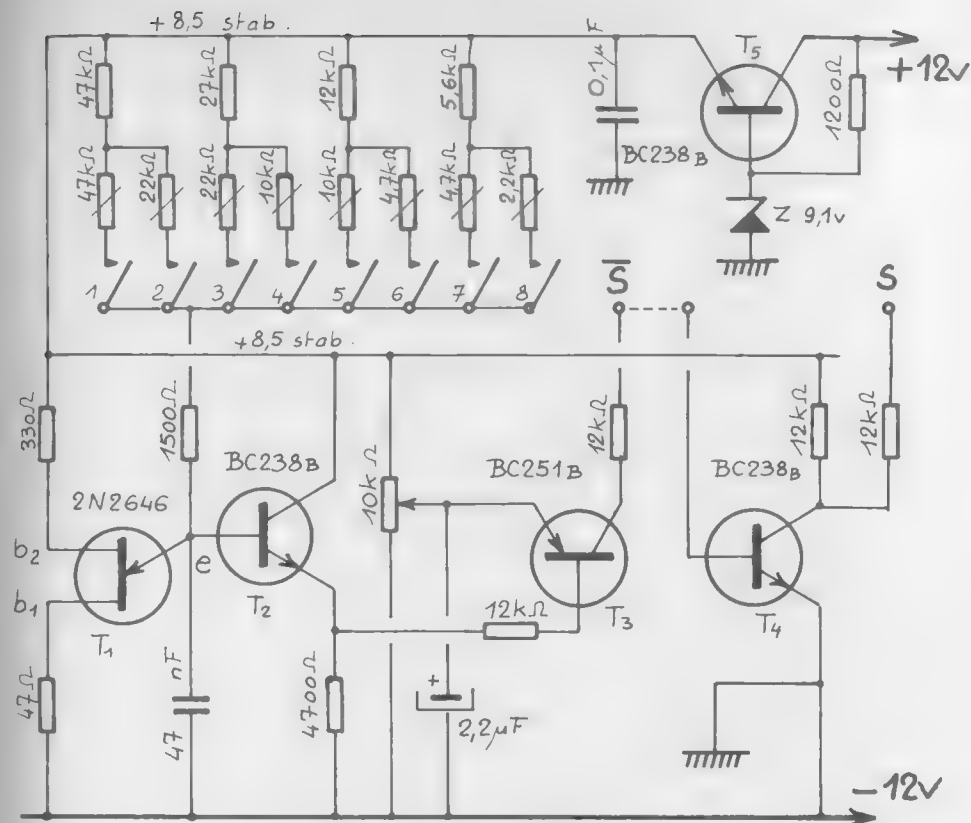 + 8,5 stab.
47kΩ
27kΩ
12kΩ
5,6kΩ
0,1µF
T5
+12v
1200Ω
BC238B
47kΩ
22kΩ
22kΩ
10kΩ
10kΩ
4,7kΩ
4,7kΩ
2,2kΩ
Z 9,1v
1 2 3 4 5 6 7 8
S̅
S
+8,5 stab.
330Ω
1500Ω
10kΩ
12kΩ
12kΩ
12kΩ
BC238B
BC251B
BC238B
2N2646
b2
e
b1
T1
T2
12kΩ
T3
T4
47Ω
47 nF
4700Ω
+
2,2µF
-12v